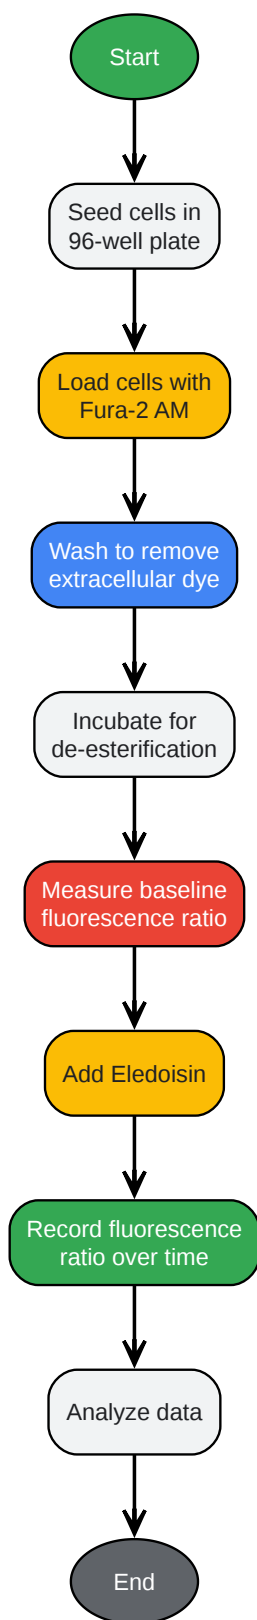 Start
Seed cells in
96-well plate
Load cells with
Fura-2 AM
Wash to remove
extracellular dye
Incubate for
de-esterification
Measure baseline
fluorescence ratio
Add Eledoisin
Record fluorescence
ratio over time
Analyze data
End